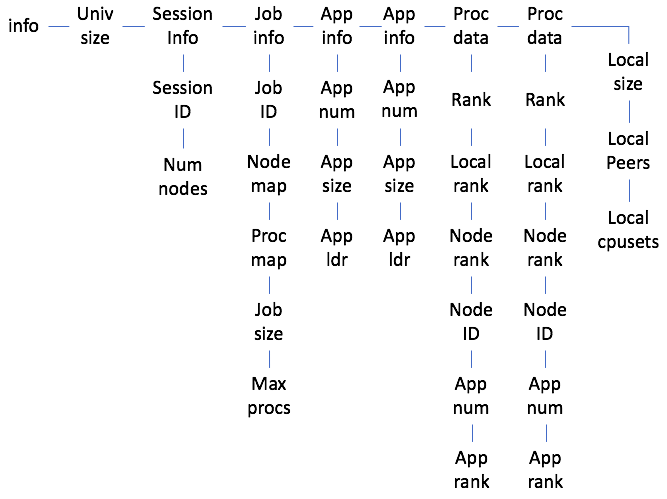 info
Univ
size
Session
Info
Session
ID
Num
nodes
Job
info
Job
ID
Node
map
Proc
map
Job
size
Max
procs
App
info
App
num
App
size
App
ldr
App
info
App
num
App
size
App
ldr
Proc
data
Rank
Local
rank
Node
rank
Node
ID
App
num
App
rank
Proc
data
Rank
Local
rank
Node
rank
Node
ID
App
num
App
rank
Local
size
Local
Peers
Local
cpusets